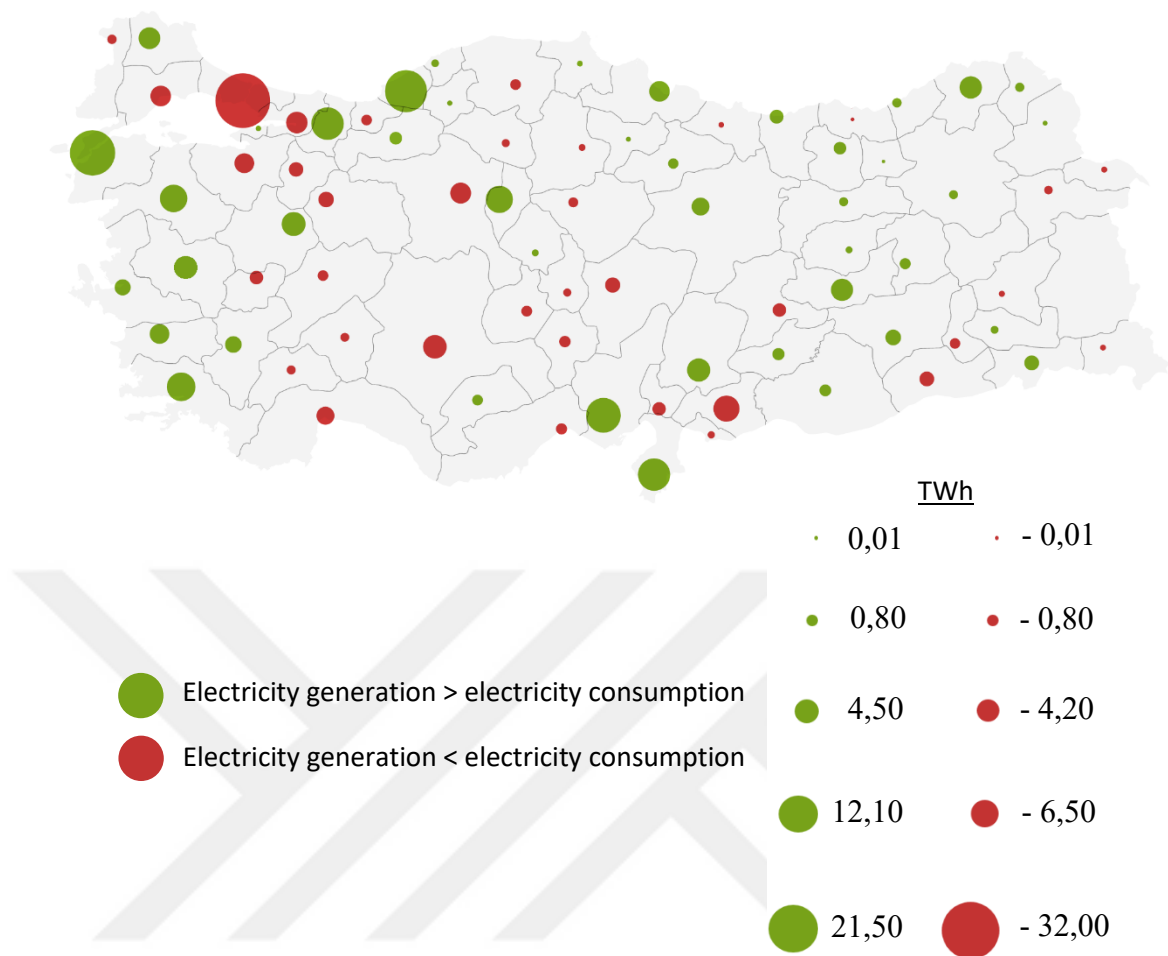 TWh
0,01 - 0,01
0,80 - 0,80
Electricity generation > electricity consumption
4,50 - 4,20
Electricity generation < electricity consumption
12,10 - 6,50
21,50 - 32,00